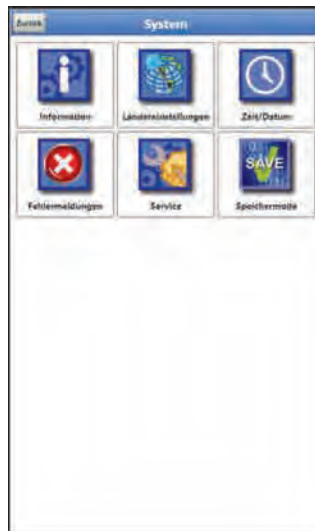 Zurück
System
Information
Ländereinstellungen
Zeit/Datum
SAVE
Fehlermeldungen
Service
Speichermode